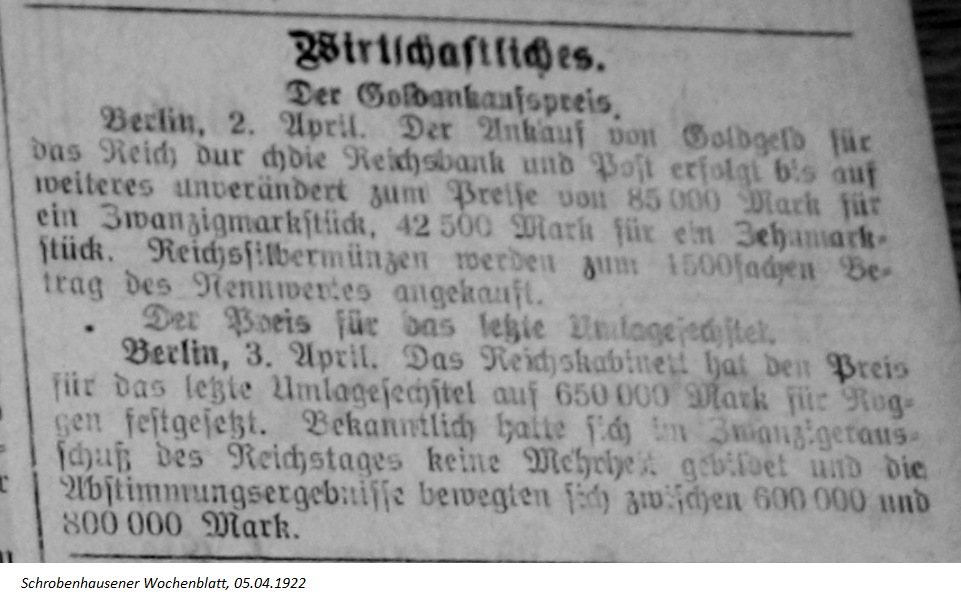 Wirtschaftliches.
Der Goldankaufspreis.
Berlin, 2. April. Der Ankauf von Goldgeld für
das Reich dur chdie Reichsbank und Post erfolgt bis auf
weiteres unverändert zum Preise von 85 000 Mark für
ein Zwanzigmarkstück, 42 500 Mark für ein Zehnmark-
stück. Reichssilbermünzen werden zum 1500fachen Be-
trag des Nennwertes angekauft.
Der Preis für das letzte Umlagesechstel.
Berlin, 3. April. Das Reichskabinett hat den Preis
für das letzte Umlagesechstel auf 650 000 Mark für Rog-
gen festgesetzt. Bekanntlich hatte sich im Zwanzigeraus-
schuß des Reichstages keine Mehrheit gebildet und die
Abstimmungsergebnisse bewegten sich zwischen 600 000 und
800 000 Mark.
Schrobenhausener Wochenblatt, 05.04.1922